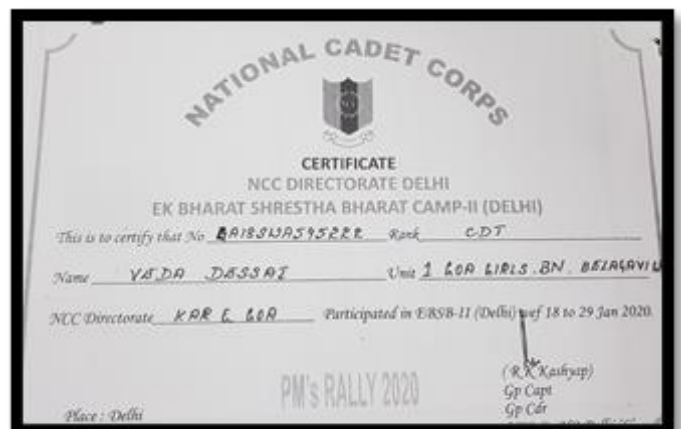 NATIONAL CADET CORPS
CERTIFICATE
NCC DIRECTORATE DELHI
EK BHARAT SHRESTHA BHARAT CAMP-II (DELHI)
This is to certify that No Rank CDT
Name VEDA DESSAI Unit 1 GOA GIRLS. BN. BELAGAVI
NCC Directorate KAR & GOA Participated in EBSB-II (Delhi) wef 18 to 29 Jan 2020.
(R K Kashyap)
PM's RALLY 2020
Gp Capt
Place : Delhi
Gp Cdr